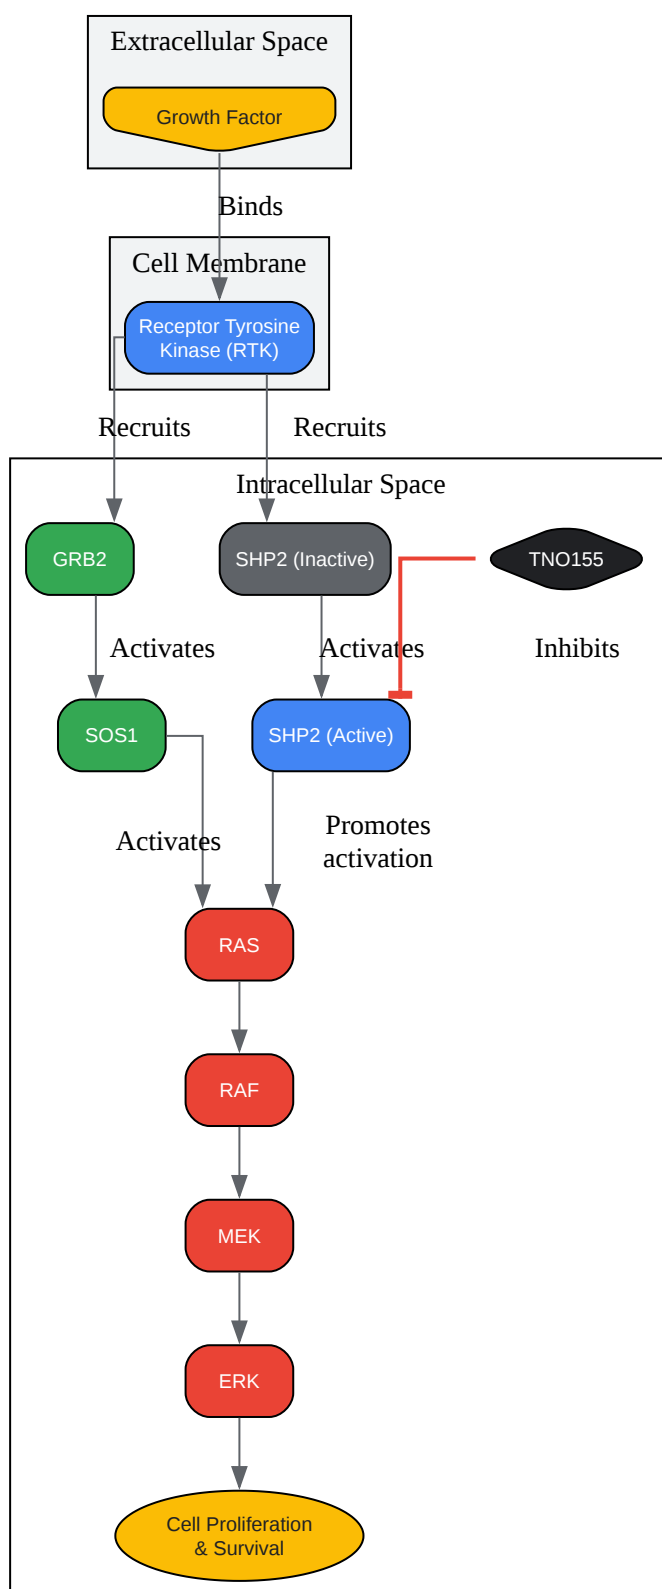 Extracellular Space
Growth Factor
Binds
Cell Membrane
Receptor Tyrosine
Kinase (RTK)
Recruits
Recruits
Intracellular Space
GRB2
SHP2 (Inactive)
TNO155
Activates
Activates
Inhibits
SOS1
SHP2 (Active)
Activates
Promotes
activation
RAS
RAF
MEK
ERK
Cell Proliferation
& Survival